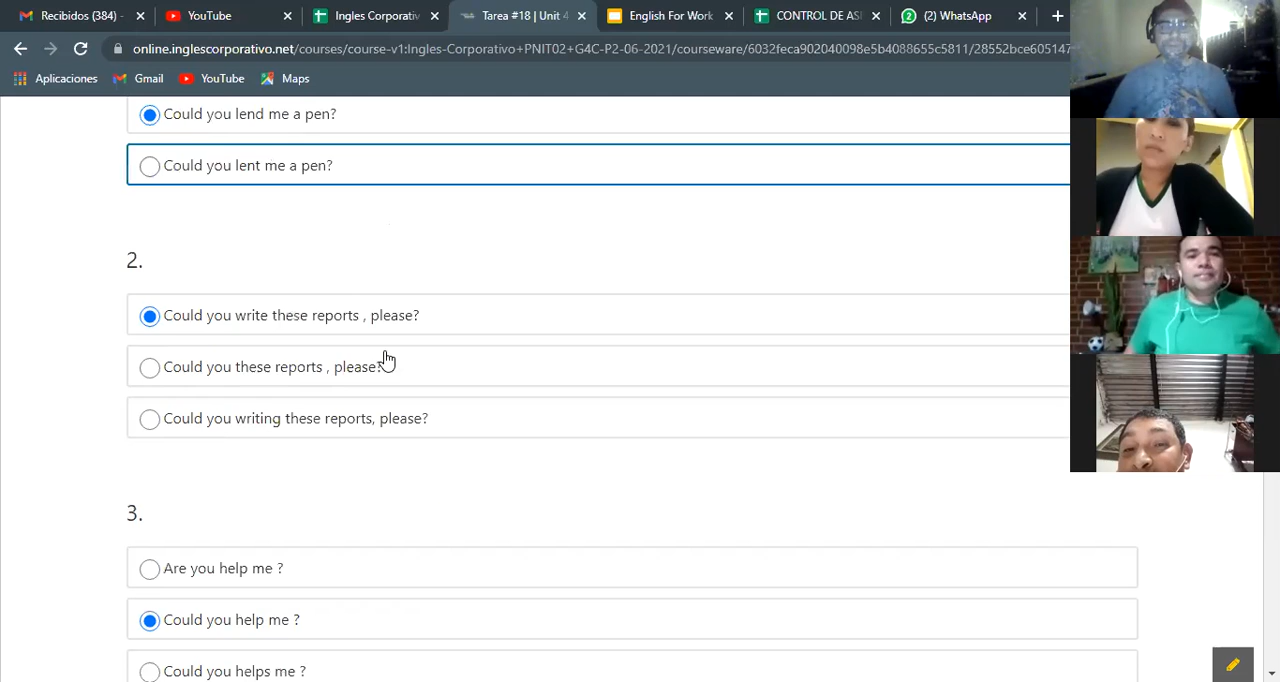 Recibidos (384) -
YouTube
Ingles Corporativ
Tarea #18 | Unit 4
English For Work
CONTROL DE ASI
(2) WhatsApp
online.inglescorporativo.net/courses/course-v1:Ingles-Corporativo+PNIT02+G4C-P2-06-2021/courseware/6032feca902040098e5b4088655c5811/28552bce605147
Aplicaciones
Gmail
YouTube
Maps
Could you lend me a pen?
Could you lent me a pen?
2.
Could you write these reports , please?
Could you these reports , please?
Could you writing these reports, please?
3.
Are you help me ?
Could you help me ?
Could you helps me ?